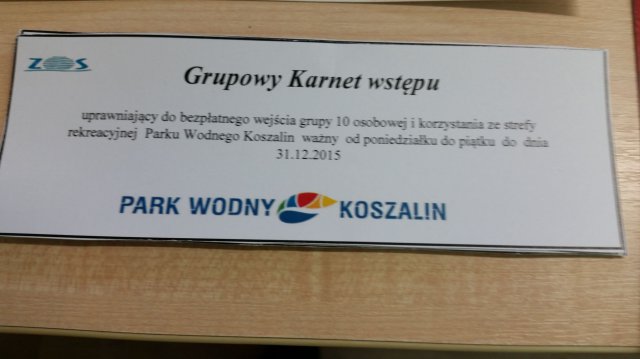 ZOS
Grupowy Karnet wstępu
uprawniający do bezpłatnego wejścia grupy 10 osobowej i korzystania ze strefy
rekreacyjnej Parku Wodnego Koszalin ważny od poniedziałku do piątku do dnia
31.12.2015
PARK WODNY KOSZALIN